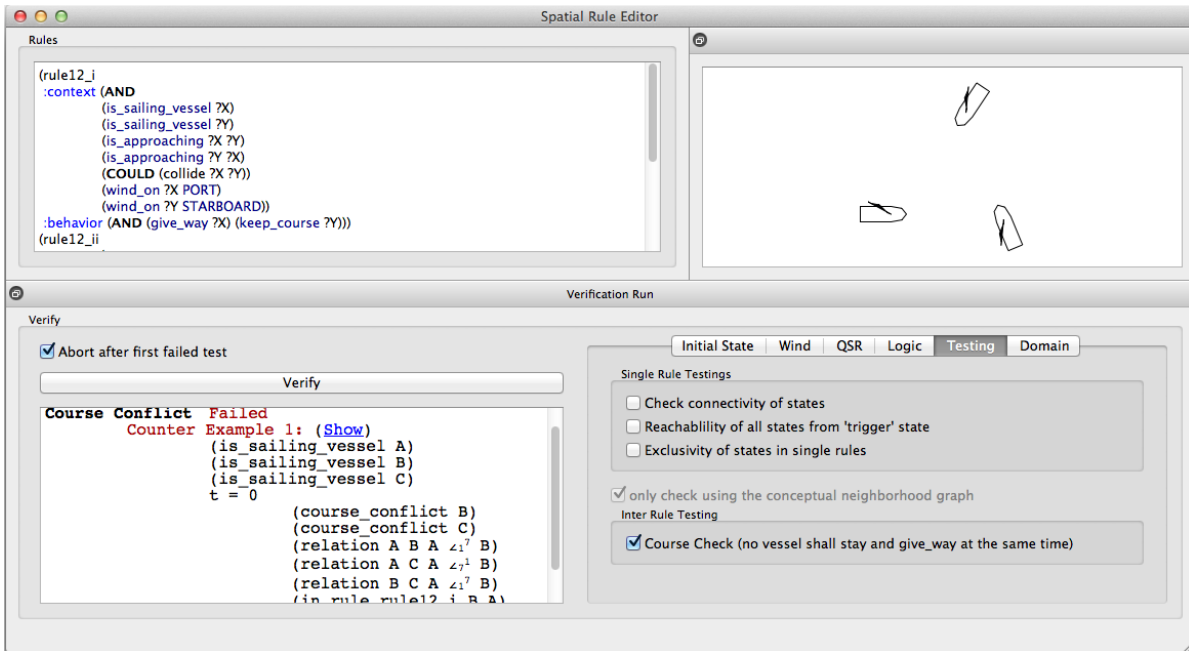 Spatial Rule Editor
Rules
(rule12_i
:context (AND
(is_sailing_vessel ?X)
(is_sailing_vessel ?Y)
(is_approaching ?X ?Y)
(is_approaching ?Y ?X)
(COULD (collide ?X ?Y))
(wind_on ?X PORT)
(wind_on ?Y STARBOARD))
:behavior (AND (give_way ?X) (keep_course ?Y)))
(rule12_ii
Verification Run
Verify
Abort after first failed test
Verify
Course Conflict Failed
Counter Example 1: (Show)
(is_sailing_vessel A)
(is_sailing_vessel B)
(is_sailing_vessel C)
t = 0
(course_conflict B)
(course_conflict C)
(relation A B A ∠₁⁷ B)
(relation A C A ∠₇¹ B)
(relation B C A ∠₁⁷ B)
(in_rule rule12_i B A)
Initial State Wind QSR Logic Testing Domain
Single Rule Testings
Check connectivity of states
Reachablility of all states from 'trigger' state
Exclusivity of states in single rules
only check using the conceptual neighborhood graph
Inter Rule Testing
Course Check (no vessel shall stay and give_way at the same time)